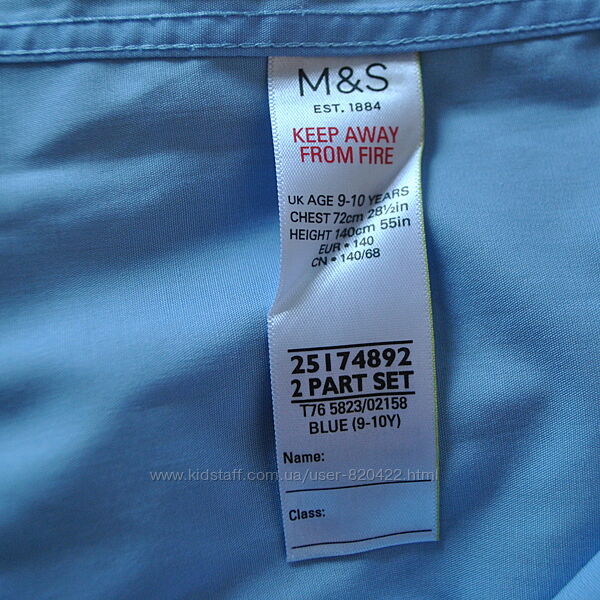 M&S
EST. 1884
KEEP AWAY
FROM FIRE
UK AGE 9-10 YEARS
CHEST 72cm 28½in
HEIGHT 140cm 55in
EUR • 140
CN • 140/68
25174892
2 PART SET
T76 5823/02158
BLUE (9-10Y)
Name:
www.kidstaff.com.ua/user-820422.html
Class: